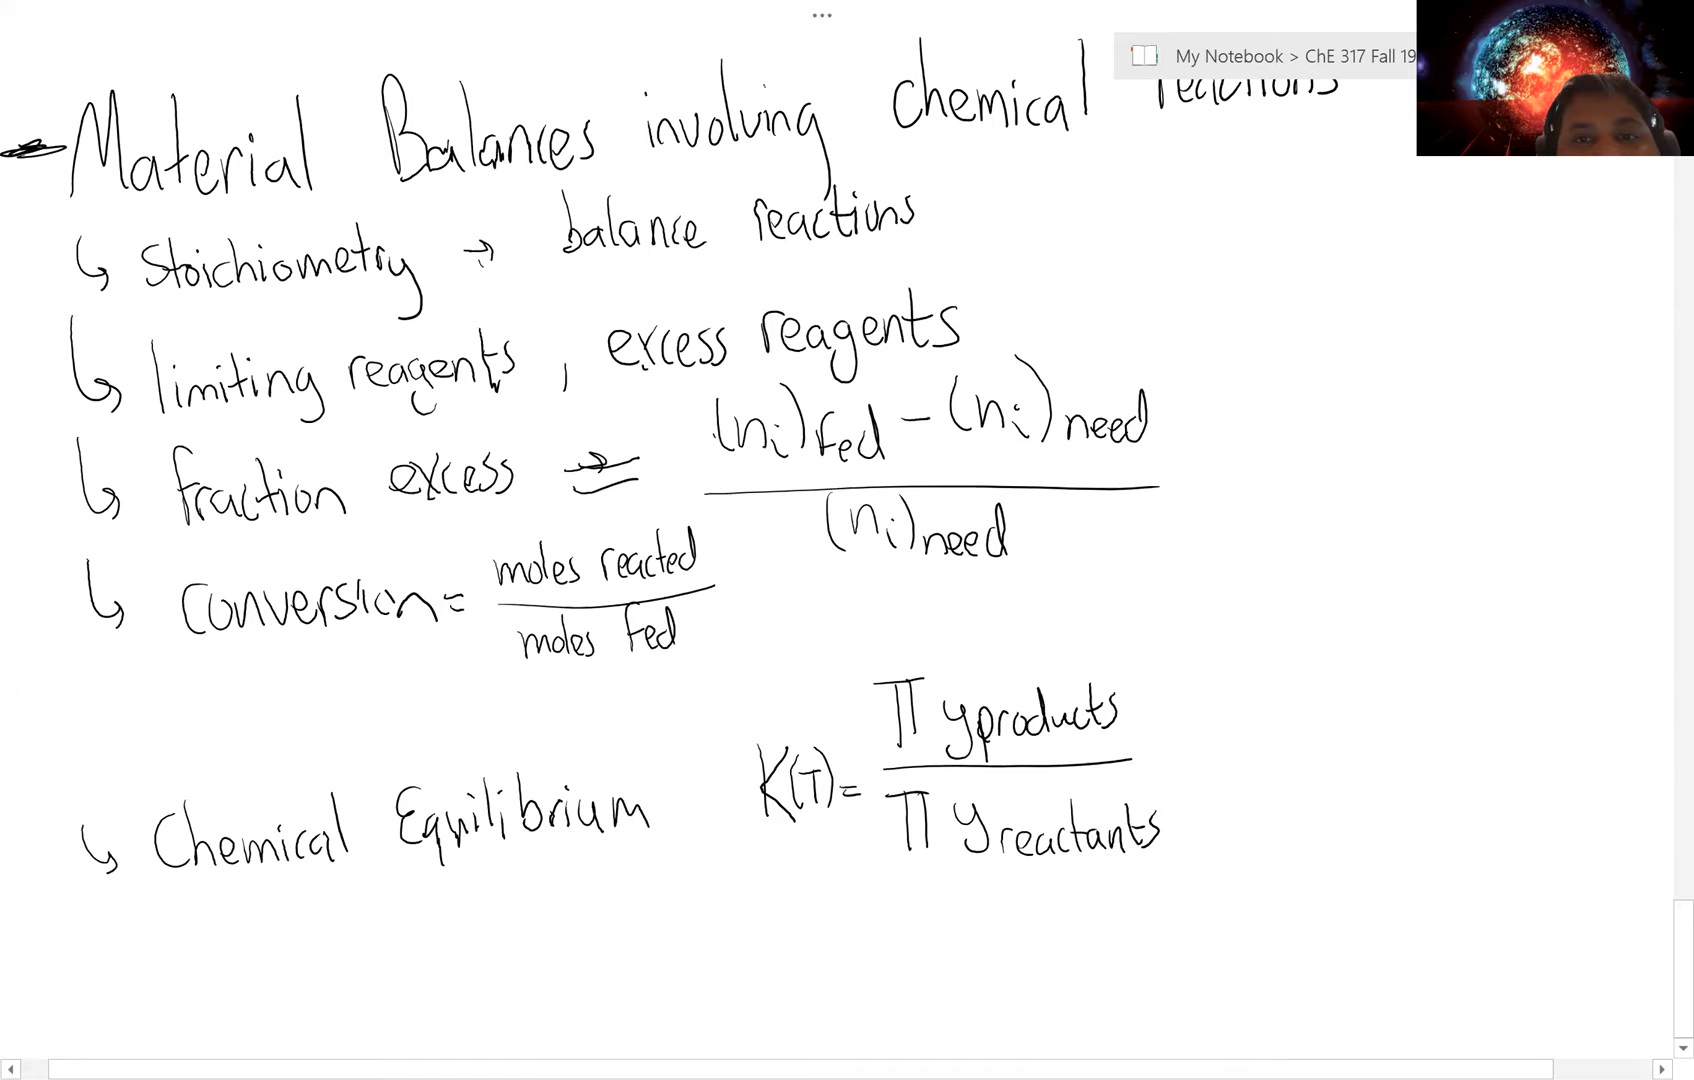 My Notebook > ChE 317 Fall 19
Material Balances involving chemical reactions
↳ Stoichiometry → balance reactions
↳ limiting reagents, excess reagents
↳ fraction excess = ((ni)fed - (ni)need) / (ni)need
↳ conversion = moles reacted / moles fed
↳ Chemical Equilibrium K(T) = Π yproducts / Π yreactants